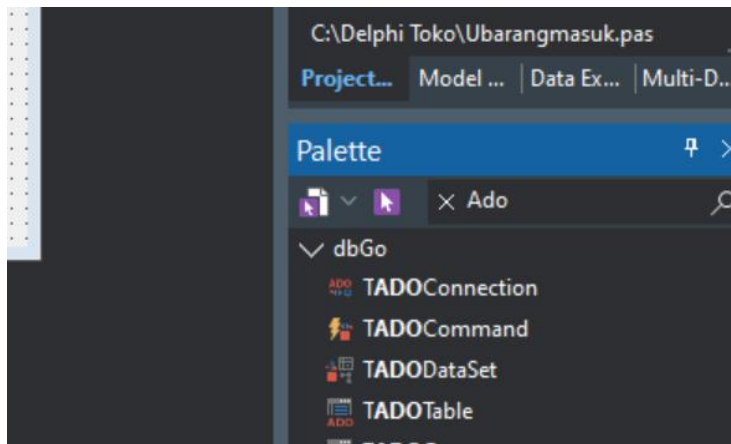 C:\Delphi Toko\Ubarangmasuk.pas
Project... Model ... Data Ex... Multi-D...
Palette
Ado
dbGo
TADOConnection
TADOCommand
TADODataSet
TADOTable